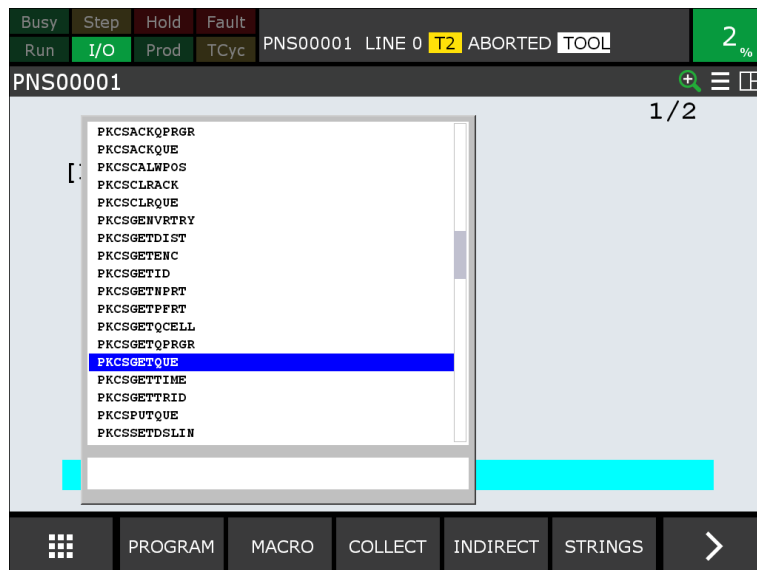 Busy Step Hold Fault
Run I/O Prod TCyc
PNS00001 LINE 0 T2 ABORTED TOOL
2%
PNS00001
1/2
[
PKCSACKQPRGR
PKCSACKQUE
PKCSCALWPOS
PKCSCLRACK
PKCSCLRQUE
PKCSGENVRTRY
PKCSGETDIST
PKCSGETENC
PKCSGETID
PKCSGETNPRT
PKCSGETPFRT
PKCSGETQCELL
PKCSGETQPRGR
PKCSGETQUE
PKCSGETTIME
PKCSGETTRID
PKCSPUTQUE
PKCSSETDSLIN
PROGRAM MACRO COLLECT INDIRECT STRINGS